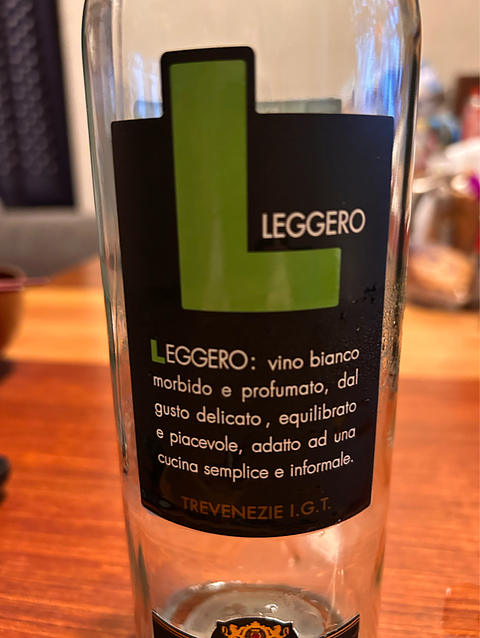 LEGGERO
LEGGERO: vino bianco
morbido e profumato, dal
gusto delicato, equilibrato
e piacevole, adatto ad una
cucina semplice e informale.
TREVENEZIE I.G.T.